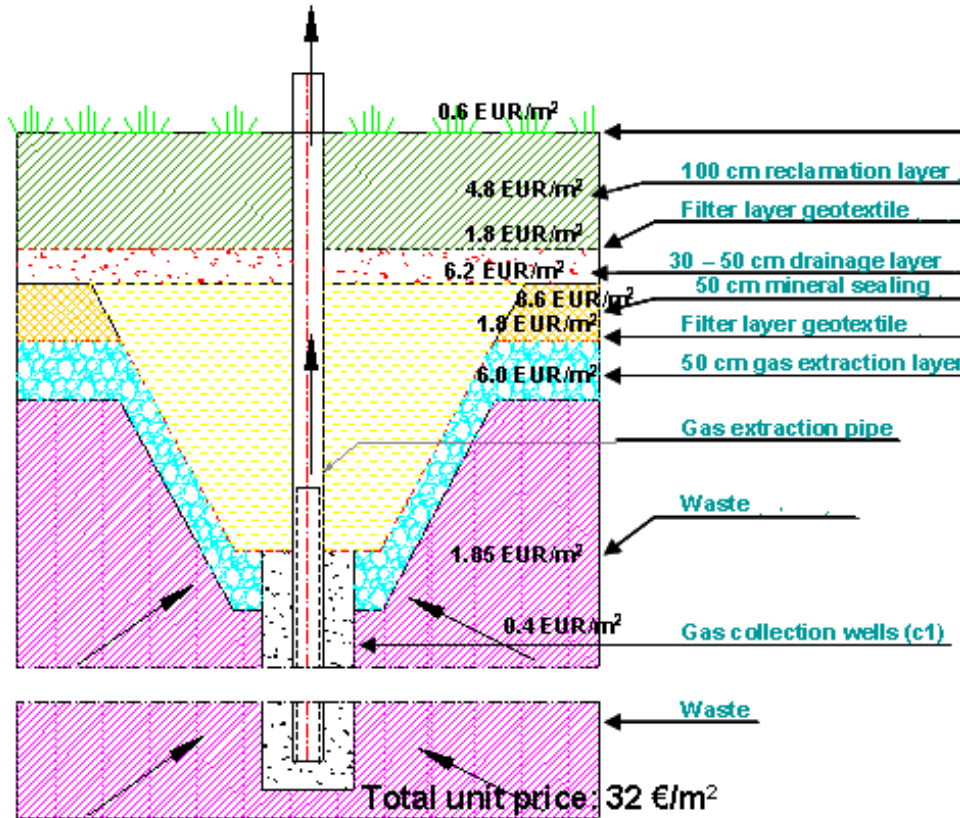 0.6 EUR/m²
100 cm reclamation layer
4.8 EUR/m²
Filter layer geotextile
1.8 EUR/m²
30 – 50 cm drainage layer
6.2 EUR/m²
50 cm mineral sealing
8.6 EUR/m²
Filter layer geotextile
1.8 EUR/m²
50 cm gas extraction layer
6.0 EUR/m²
Gas extraction pipe
Waste
1.85 EUR/m²
0.4 EUR/m²
Gas collection wells (c1)
Waste
Total unit price: 32 €/m²